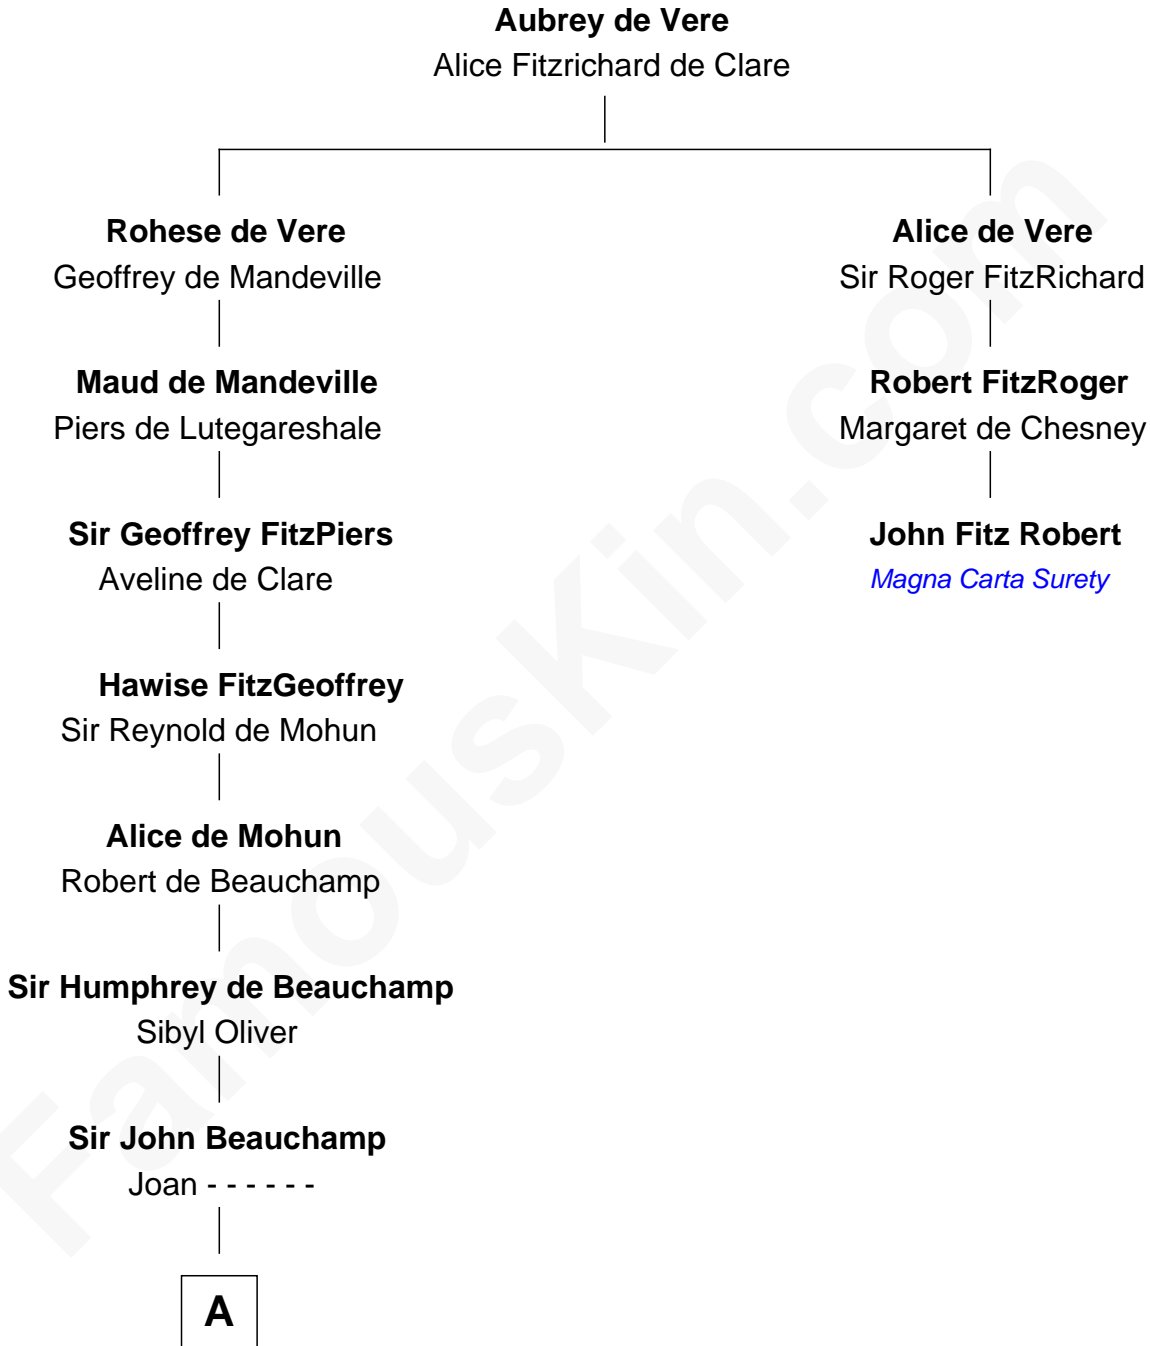 Aubrey de Vere
Alice Fitzrichard de Clare
Rohese de Vere
Geoffrey de Mandeville
Maud de Mandeville
Piers de Lutegareshale
Sir Geoffrey FitzPiers
Aveline de Clare
Hawise FitzGeoffrey
Sir Reynold de Mohun
Alice de Mohun
Robert de Beauchamp
Sir Humphrey de Beauchamp
Sibyl Oliver
Sir John Beauchamp
Joan - - - - - -
A
Alice de Vere
Sir Roger FitzRichard
Robert FitzRoger
Margaret de Chesney
John Fitz Robert
Magna Carta Surety
FamousKin.com